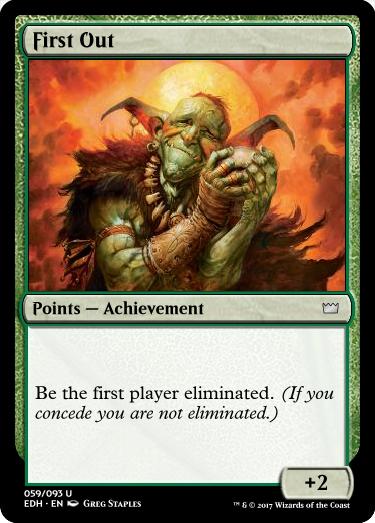 First Out
Points — Achievement
Be the first player eliminated. (If you
concede you are not eliminated.)
+2
059/093 U
EDH • EN Greg Staples
™ & © 2017 Wizards of the Coast